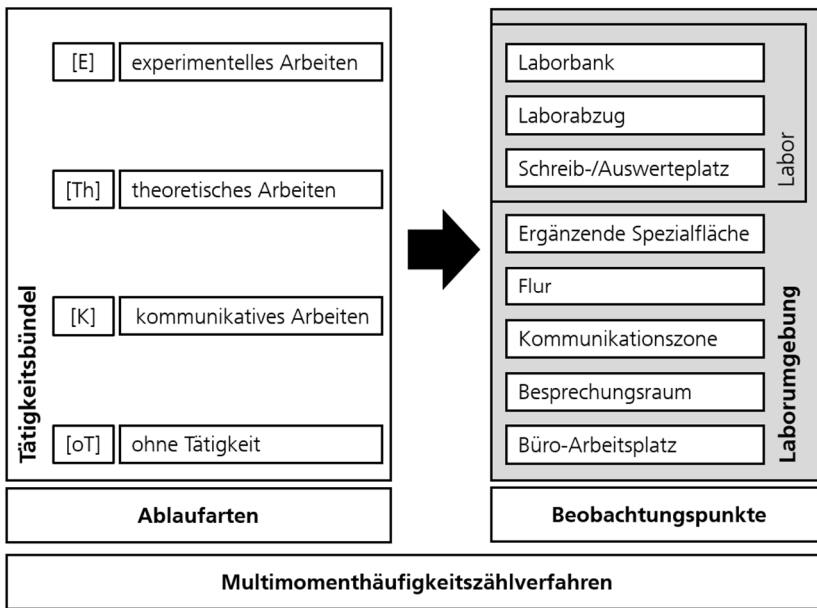 [E] experimentelles Arbeiten
[Th] theoretisches Arbeiten
[K] kommunikatives Arbeiten
[oT] ohne Tätigkeit
Tätigkeitsbündel
Ablaufarten
Laborbank
Laborabzug
Schreib-/Auswerteplatz
Labor
Ergänzende Spezialfläche
Flur
Kommunikationszone
Besprechungsraum
Büro-Arbeitsplatz
Laborumgebung
Beobachtungspunkte
Multimomenthäufigkeitszählverfahren